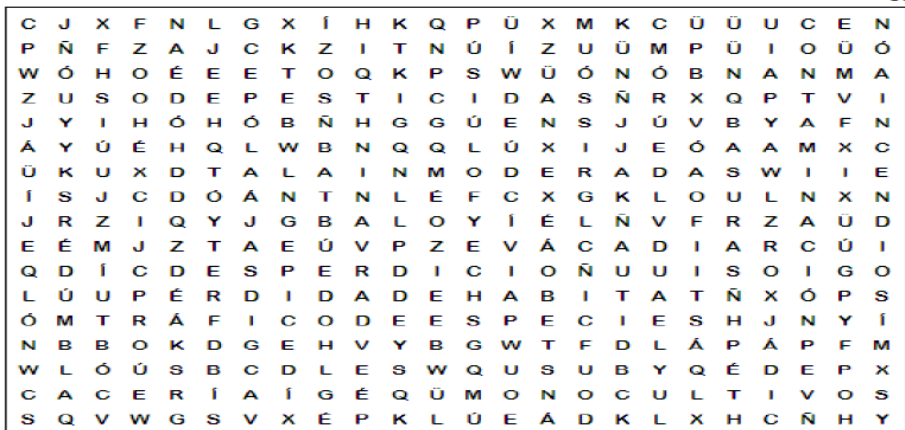 C J X F N L G X Í H K Q P Ü X M K C Ü Ü U C E N
P Ñ F Z A J C K Z I T N Ú Í Z U Ü M P Ü I O Ü Ó
W Ó H O É E E T O Q K P S W Ü Ó N Ó B N A N M A
Z U S O D E P E S T I C I D A S Ñ R X Q P T V I
J Y I H Ó H Ó B Ñ H G G Ú E N S J Ú V B Y A F N
Á Y Ú É H Q L W B N Q Q L Ú X I J E Ó A A M X C
Ü K U X D T A L A I N M O D E R A D A S W I I E
Í S J C D Ó Á N T N L É F C X G K L O U L N X N
J R Z I Q Y J G B A L O Y Í É L Ñ V F R Z A Ü D
E É M J Z T A E Ú V P Z E V Á C A D I A R C Ú I
Q D Í C D E S P E R D I C I O Ñ U U I S O I G O
L Ú U P É R D I D A D E H A B I T A T Ñ X Ó P S
Ó M T R Á F I C O D E E S P E C I E S H J N Y Í
N B B O K D G E H V Y B G W T F D L Á P Á P F M
W L Ó Ú S B C D L E S W Q U S U B Y Q É D E P X
C A C E R Í A Í G É Q Ü M O N O C U L T I V O S
S Q V W G S V X É P K L Ú E Á D K L X H C Ñ H Y